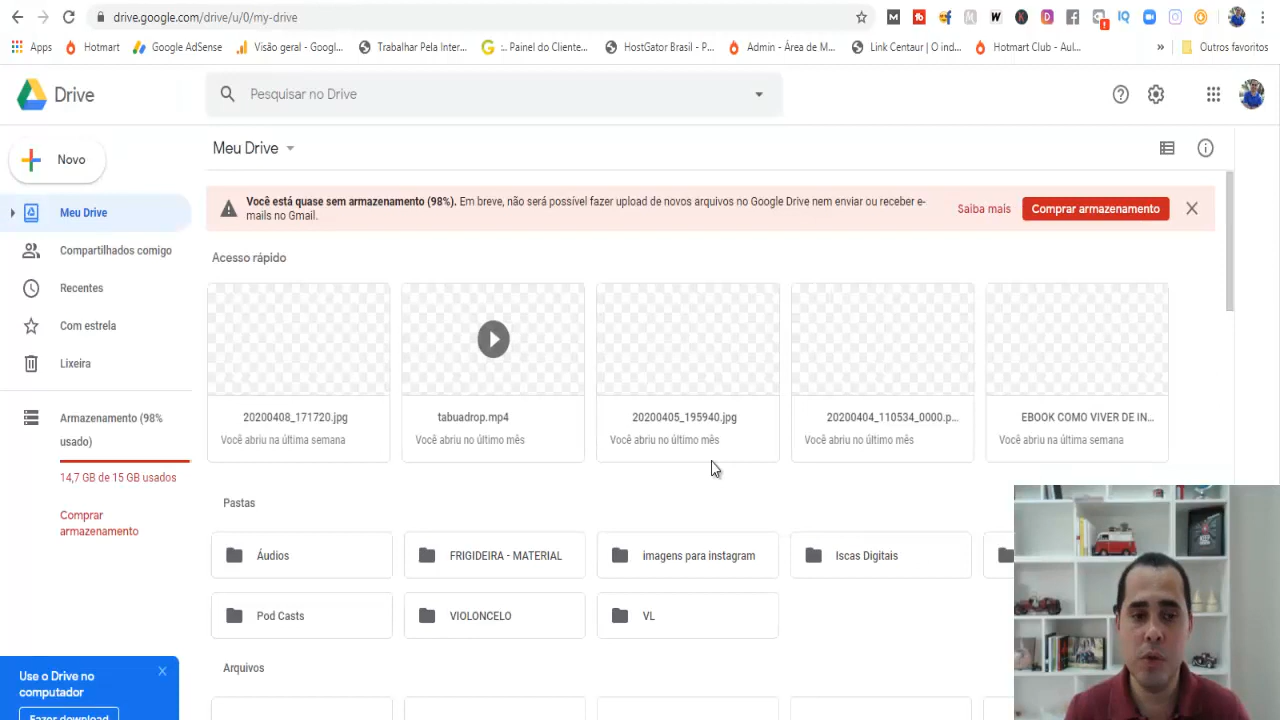 drive.google.com/drive/u/0/my-drive
Apps
Hotmart
Google AdSense
Visão geral - Googl...
Trabalhar Pela Inter...
:. Painel do Cliente...
HostGator Brasil - P...
Admin - Área de M...
Link Centaur | O ind...
Hotmart Club - Aul...
»
Outros favoritos
Drive
Pesquisar no Drive
Novo
Meu Drive
Meu Drive
Compartilhados comigo
Recentes
Com estrela
Lixeira
Armazenamento (98%
usado)
14,7 GB de 15 GB usados
Comprar
armazenamento
Use o Drive no
computador
Fazer download
Você está quase sem armazenamento (98%). Em breve, não será possível fazer upload de novos arquivos no Google Drive nem enviar ou receber e-
mails no Gmail.
Saiba mais
Comprar armazenamento
Acesso rápido
20200408_171720.jpg
Você abriu na última semana
tabuadrop.mp4
Você abriu no último mês
20200405_195940.jpg
Você abriu no último mês
20200404_110534_0000.p...
Você abriu no último mês
EBOOK COMO VIVER DE IN...
Você abriu na última semana
Pastas
Áudios
FRIGIDEIRA - MATERIAL
imagens para instagram
Iscas Digitais
Pod Casts
VIOLONCELO
VL
Arquivos